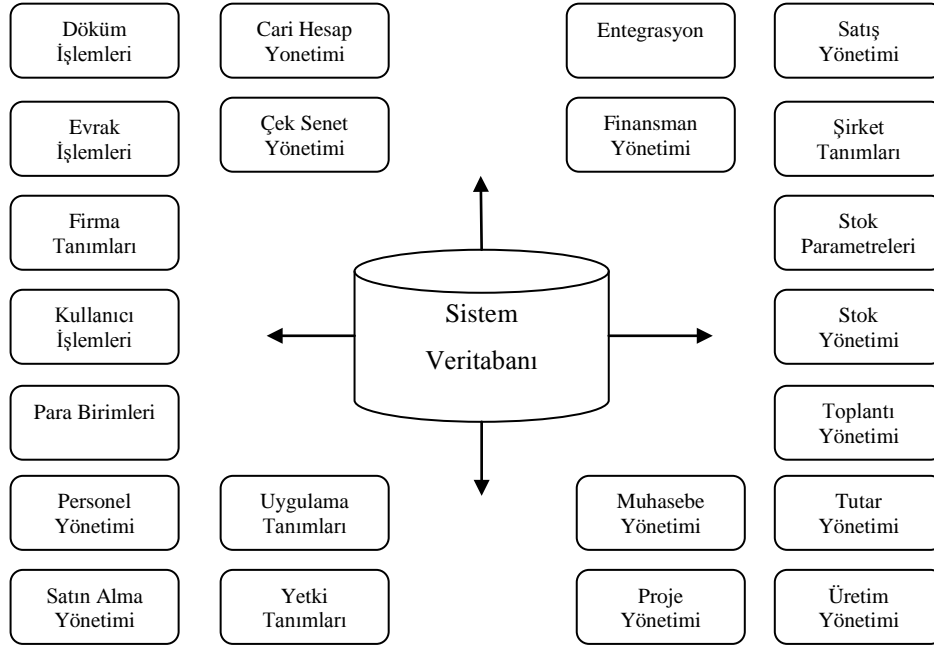 Döküm
İşlemleri
Cari Hesap
Yonetimi
Entegrasyon
Satış
Yönetimi
Evrak
İşlemleri
Çek Senet
Yönetimi
Finansman
Yönetimi
Şirket
Tanımları
Firma
Tanımları
Stok
Parametreleri
Kullanıcı
İşlemleri
Sistem
Veritabanı
Stok
Yönetimi
Para Birimleri
Toplantı
Yönetimi
Personel
Yönetimi
Uygulama
Tanımları
Muhasebe
Yönetimi
Tutar
Yönetimi
Satın Alma
Yönetimi
Yetki
Tanımları
Proje
Yönetimi
Üretim
Yönetimi